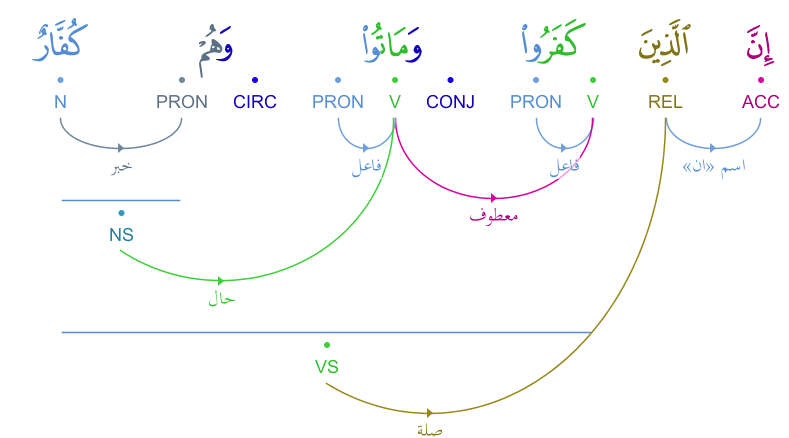 إِنَّ ٱلَّذِينَ كَفَرُوا۟ وَمَاتُوا۟ وَهُمْ كُفَّارٌ
N PRON CIRC PRON V CONJ PRON V REL ACC
خبر فاعل فاعل اسم «ان»
معطوف
NS
حال
VS
صلة